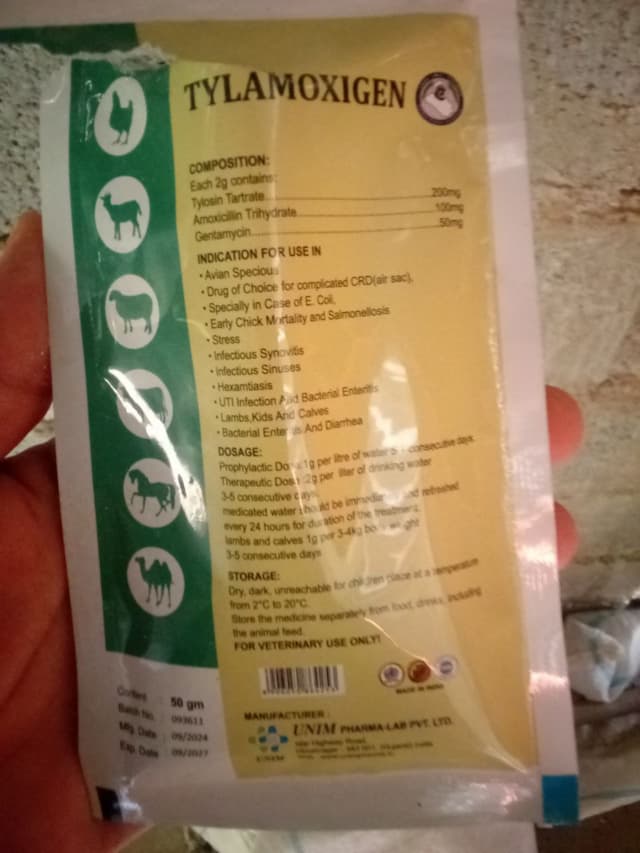 TYLAMOXIGEN
COMPOSITION:
Each 2g contains:
Tylosin Tartrate.......................................200mg
Amoxicillin Trihydrate..............................100mg
Gentamycin.............................................50mg
INDICATION FOR USE IN
• Avian Specious
• Drug of Choice for complicated CRD(air sac),
• Specially in Case of E. Coli,
• Early Chick Mortality and Salmonellosis
• Stress
• Infectious Synovitis
• Infectious Sinuses
• Hexamtiasis
• UTI Infection And Bacterial Enteritis
• Lambs,Kids And Calves
• Bacterial And Diarrhea
DOSAGE:
Prophylactic 1g per litre of water consecutive days.
Therapeutic Dose 2g per liter of drinking water
3-5 consecutive days.
medicated water should be and refreshed
every 24 hours for duration of the treatment.
lambs and calves 1g per 3-4kg weight
3-5 consecutive days
STORAGE:
Dry, dark, unreachable for children place at a temperature
from 2°C to 20°C.
Store the medicine separately from food, drinks, including
the animal feed.
FOR VETERINARY USE ONLY!
Content : 50 gm
Batch No. : 093611
Mfg. Date : 09/2024
Exp. Date : 09/2027
MADE IN INDIA
MANUFACTURER :
UNIM PHARMA-LAB PVT. LTD.
UNIM